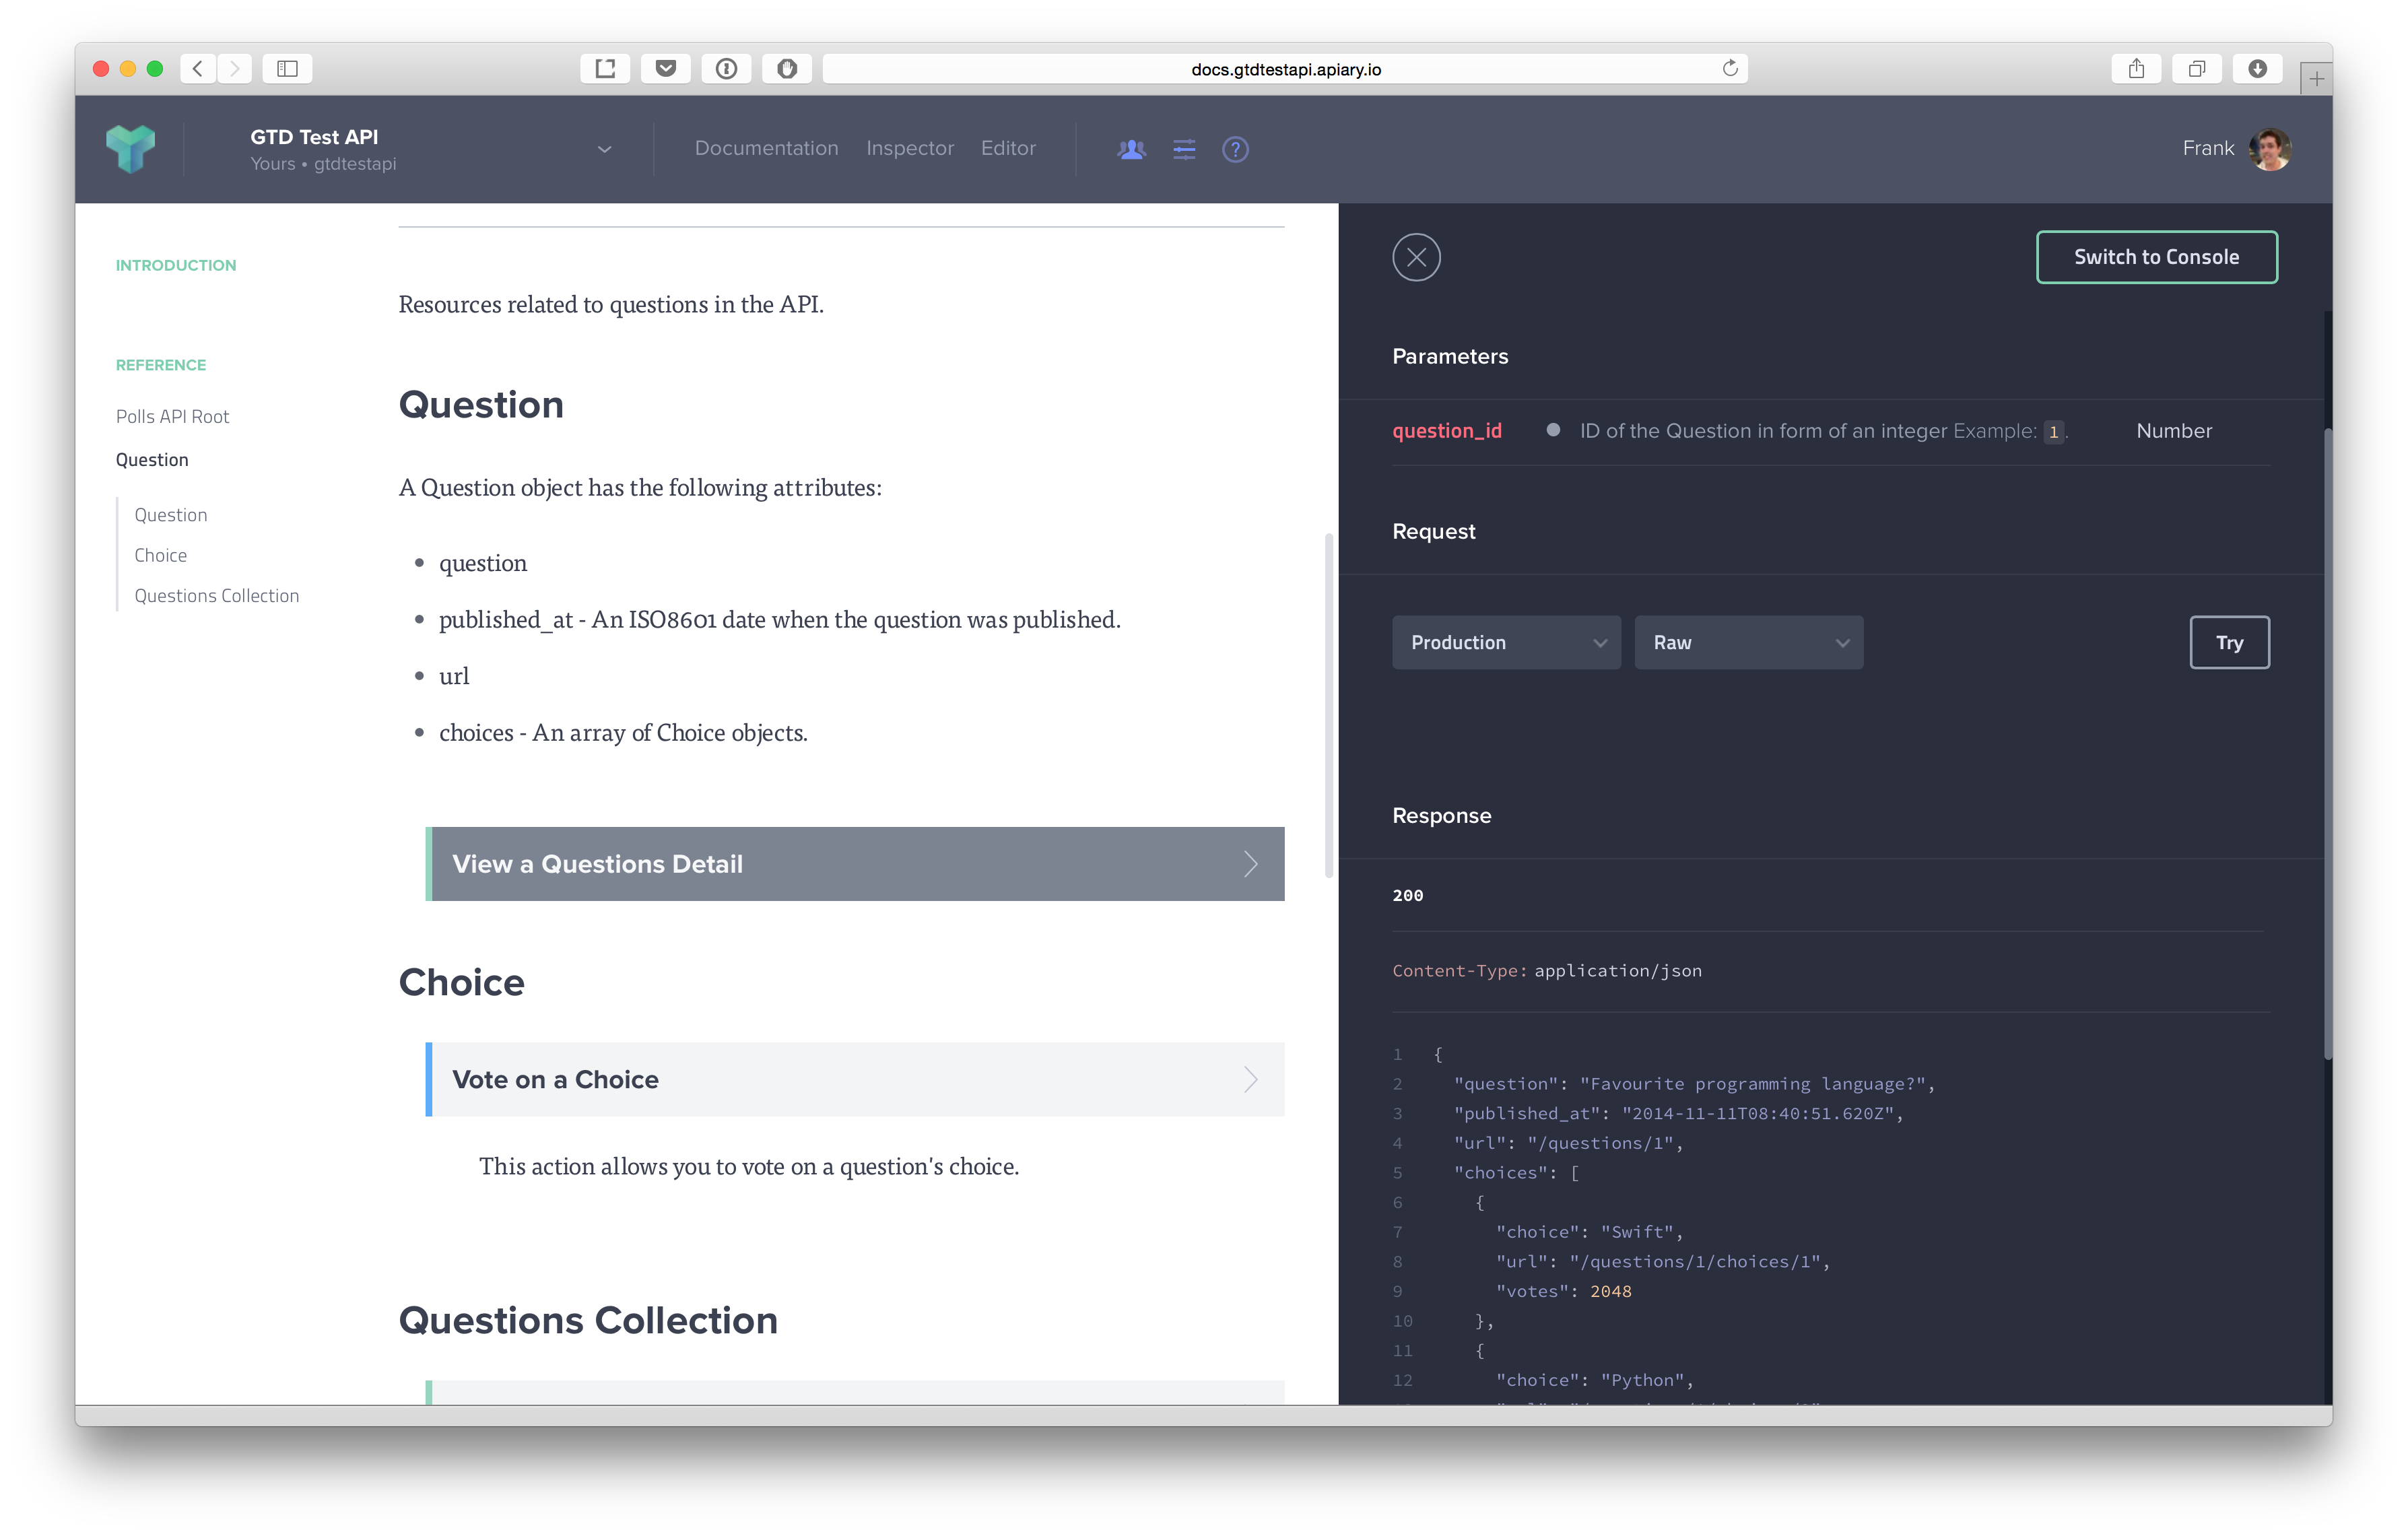 docs.gtdtestapi.apiary.io
GTD Test API
Yours • gtdtestapi
Documentation
Inspector
Editor
Frank
INTRODUCTION
REFERENCE
Polls API Root
Question
Question
Choice
Questions Collection
Resources related to questions in the API.
Question
A Question object has the following attributes:
• question
• published_at - An ISO8601 date when the question was published.
• url
• choices - An array of Choice objects.
View a Questions Detail
Choice
Vote on a Choice
This action allows you to vote on a question's choice.
Questions Collection
Switch to Console
Parameters
question_id ID of the Question in form of an integer Example: 1. Number
Request
Production
Raw
Try
Response
200
Content-Type: application/json
1 {
2 "question": "Favourite programming language?",
3 "published_at": "2014-11-11T08:40:51.620Z",
4 "url": "/questions/1",
5 "choices": [
6 {
7 "choice": "Swift",
8 "url": "/questions/1/choices/1",
9 "votes": 2048
10 },
11 {
12 "choice": "Python",